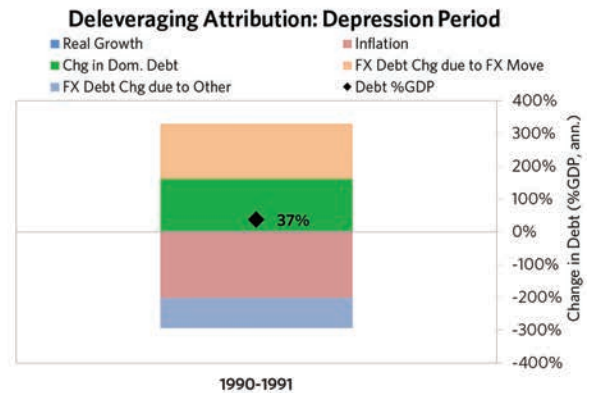 Deleveraging Attribution: Depression Period
Real Growth
Inflation
Chg in Dom. Debt
FX Debt Chg due to FX Move
FX Debt Chg due to Other
Debt %GDP
400%
300%
200%
100%
0%
-100%
-200%
-300%
-400%
Change in Debt (%GDP, ann.)
37%
1990-1991